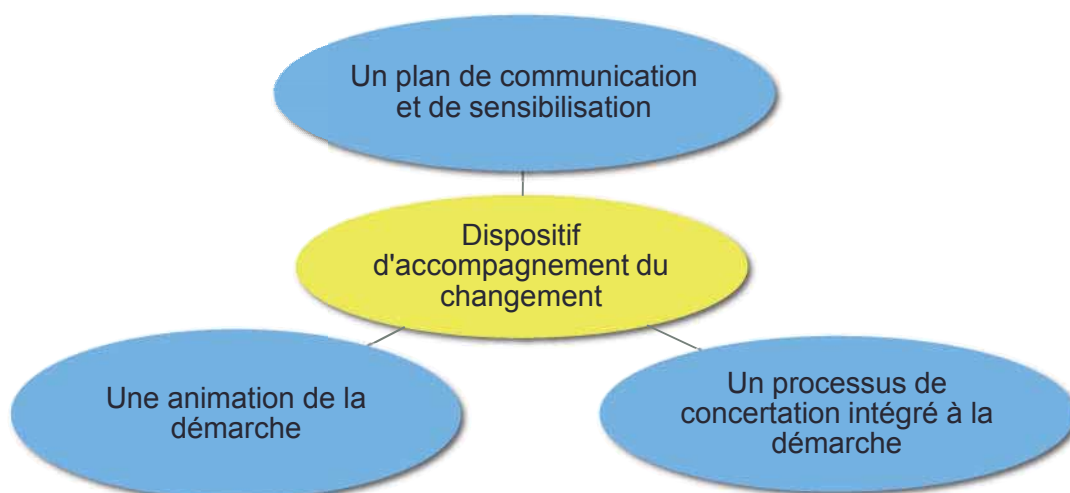 Un plan de communication
et de sensibilisation
Dispositif
d'accompagnement du
changement
Une animation de la
démarche
Un processus de
concertation intégré à la
démarche